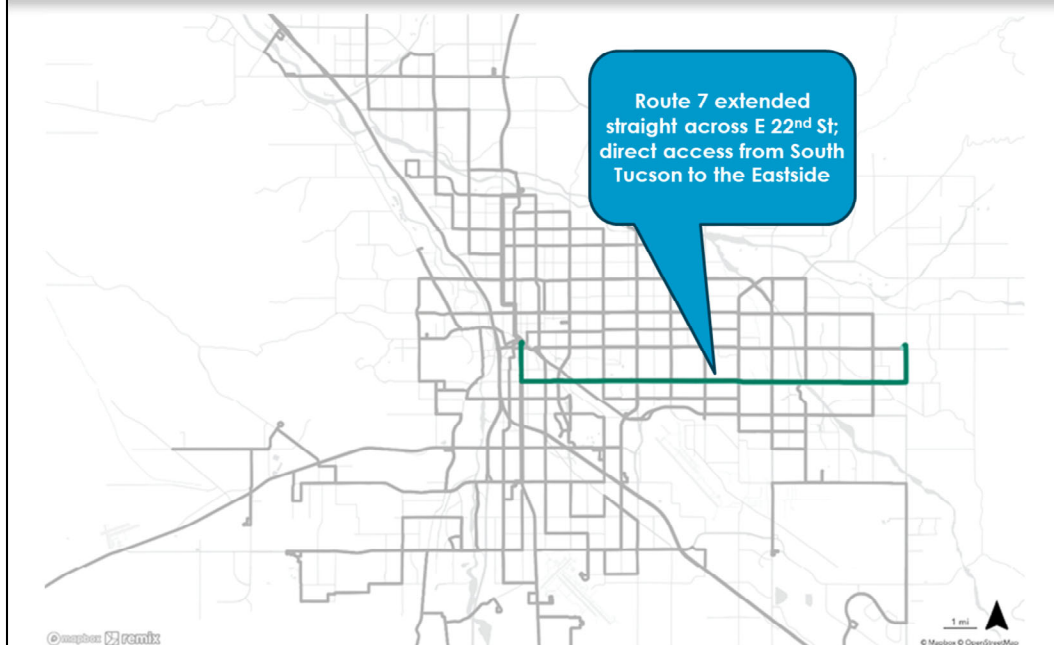 Route 7 extended
straight across E 22nd St;
direct access from South
Tucson to the Eastside
1 mi
mapbox remix
© Mapbox © OpenStreetMap